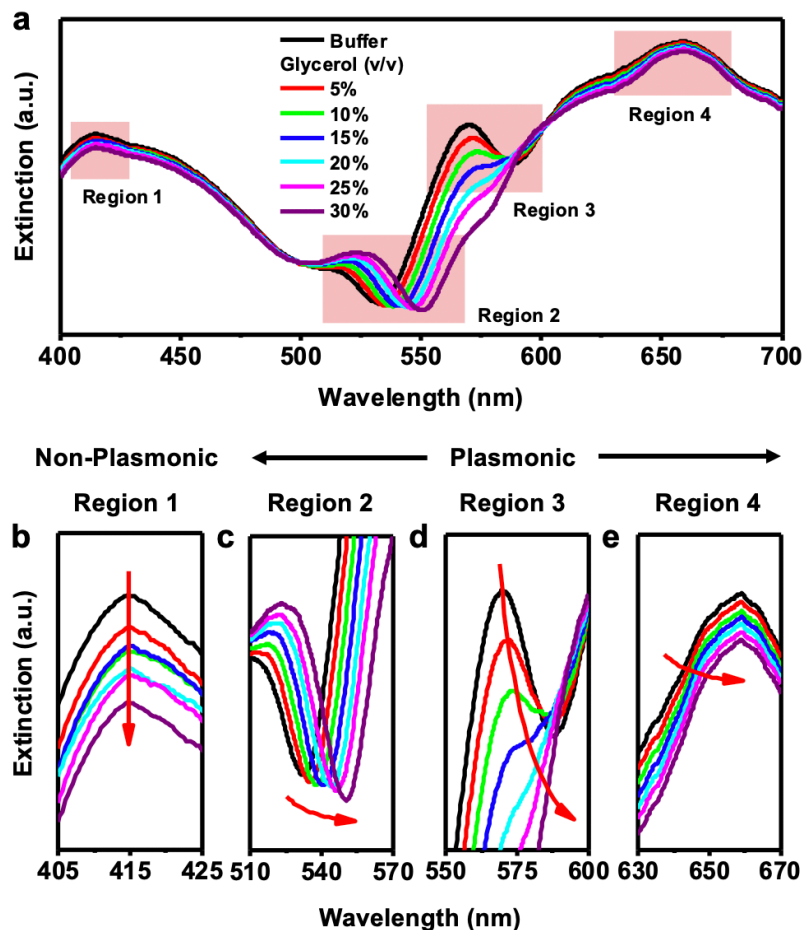 a
Extinction (a.u.)
Buffer
Glycerol (v/v)
5%
10%
15%
20%
25%
30%
Region 1
Region 2
Region 3
Region 4
400 450 500 550 600 650 700
Wavelength (nm)
Non-Plasmonic Plasmonic
Region 1 Region 2 Region 3 Region 4
b c d e
Extinction (a.u.)
405 415 425 510 540 570 550 575 600 630 650 670
Wavelength (nm)